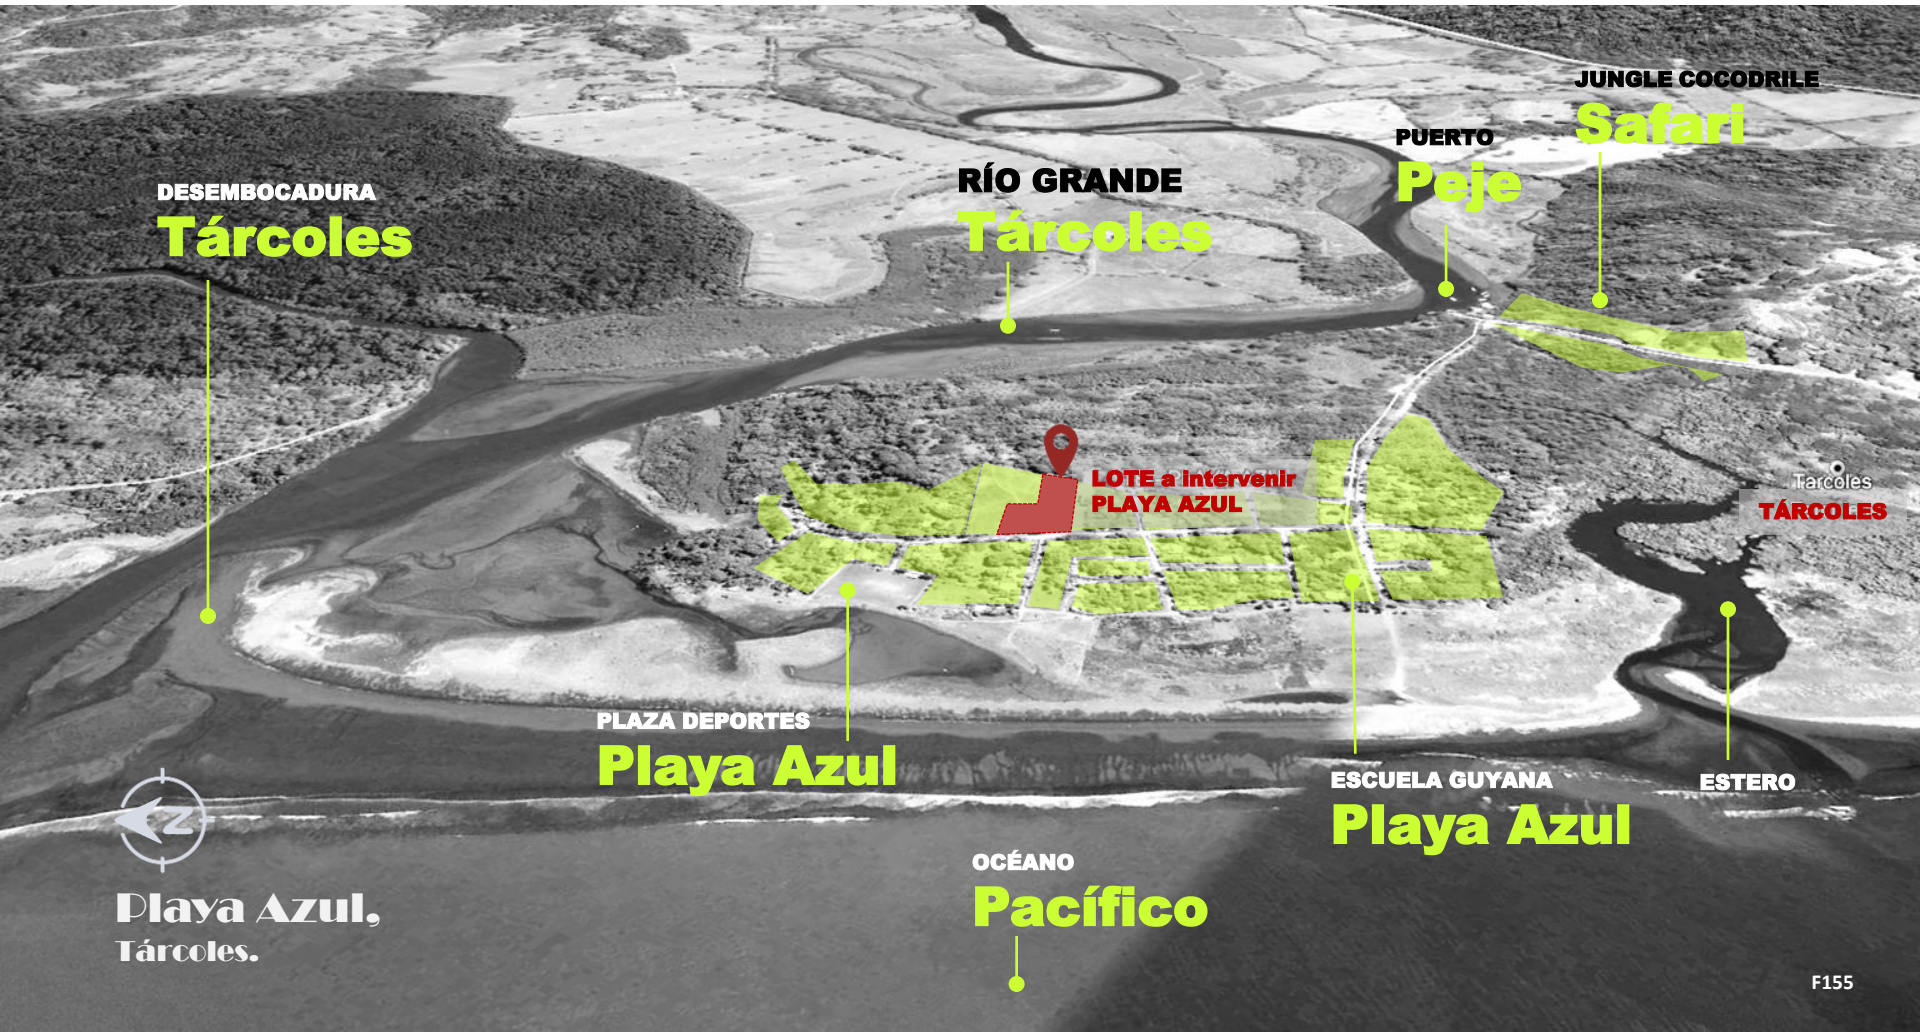 JUNGLE COCODRILE
Safari
PUERTO
Peje
RÍO GRANDE
Tárcoles
DESEMBOCADURA
Tárcoles
LOTE a intervenir
PLAYA AZUL
Tarcoles
TÁRCOLES
PLAZA DEPORTES
Playa Azul
ESCUELA GUYANA
Playa Azul
ESTERO
N
OCÉANO
Pacífico
Playa Azul,
Tárcoles.
F155